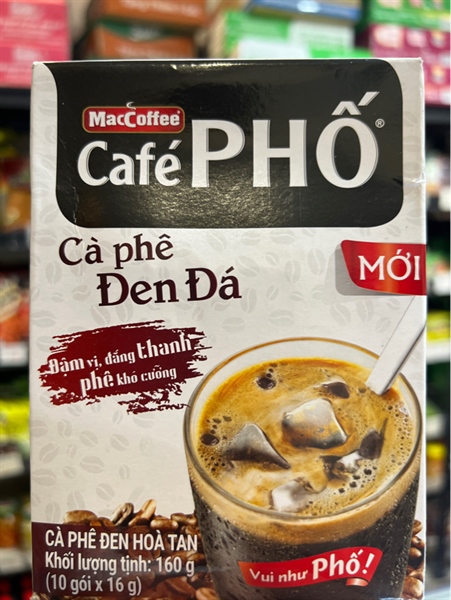 MacCoffee®
Café PHỐ®
Cà phê
Đen Đá
MỚI
Đậm vị, đắng thanh
phê khó cưỡng
CÀ PHÊ ĐEN HOÀ TAN
Khối lượng tịnh: 160 g
(10 gói x 16 g)
Vui như Phố!